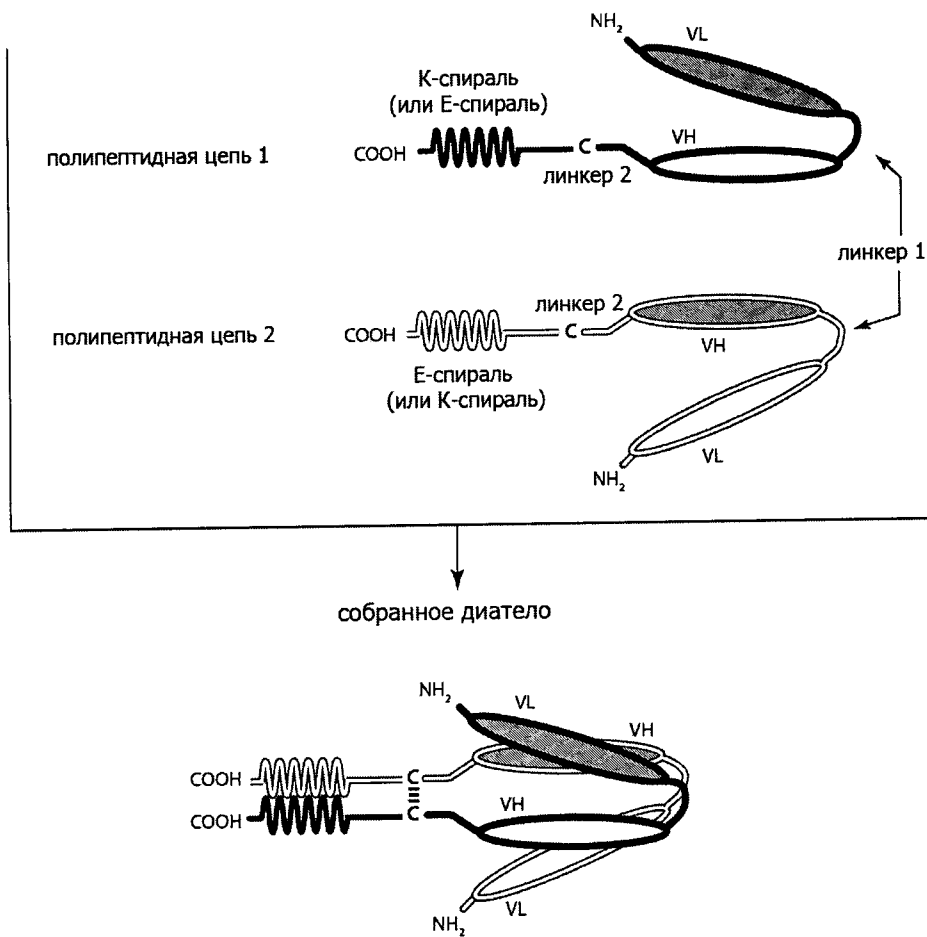 NH₂
VL
К-спираль
(или Е-спираль)
полипептидная цепь 1
COOH
C
VH
линкер 2
линкер 1
линкер 2
полипептидная цепь 2
COOH
C
VH
Е-спираль
(или К-спираль)
VL
NH₂
собранное диатело
NH₂
VL
VH
COOH
C
COOH
C
VH
VL
NH₂